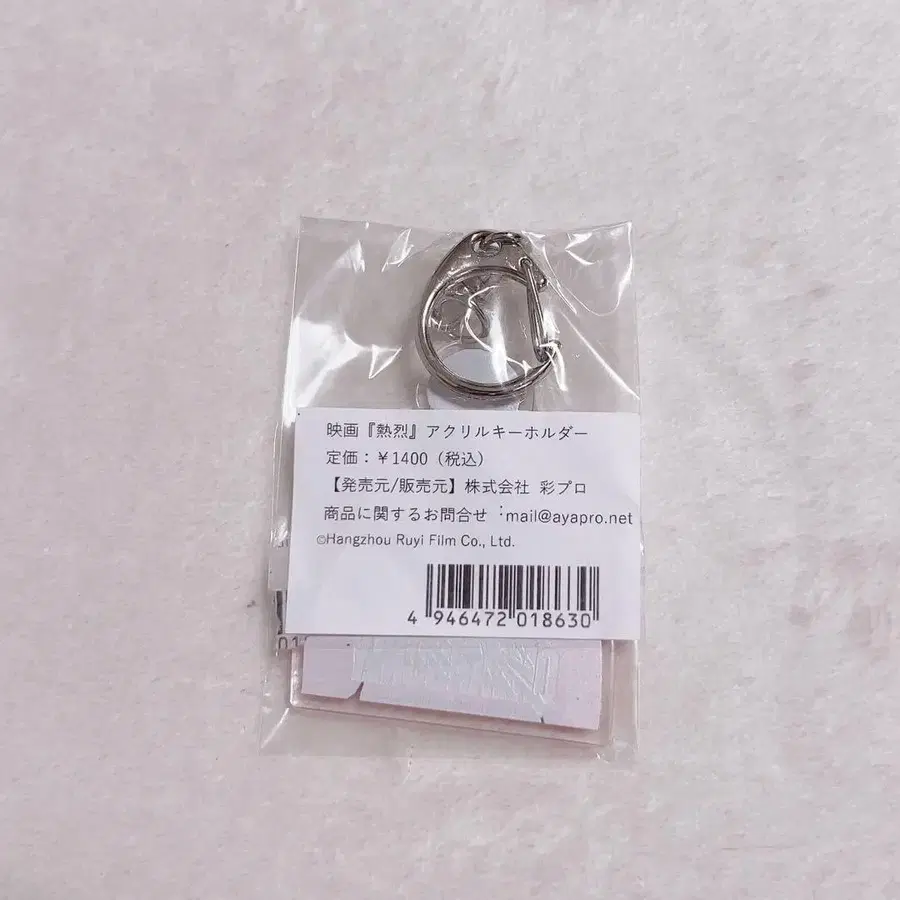 映画『熱烈』アクリルキーホルダー
定価：￥1400（税込）
【発売元/販売元】株式会社 彩プロ
商品に関するお問合せ：mail@ayapro.net
©Hangzhou Ruyi Film Co., Ltd.
4 946472 018630